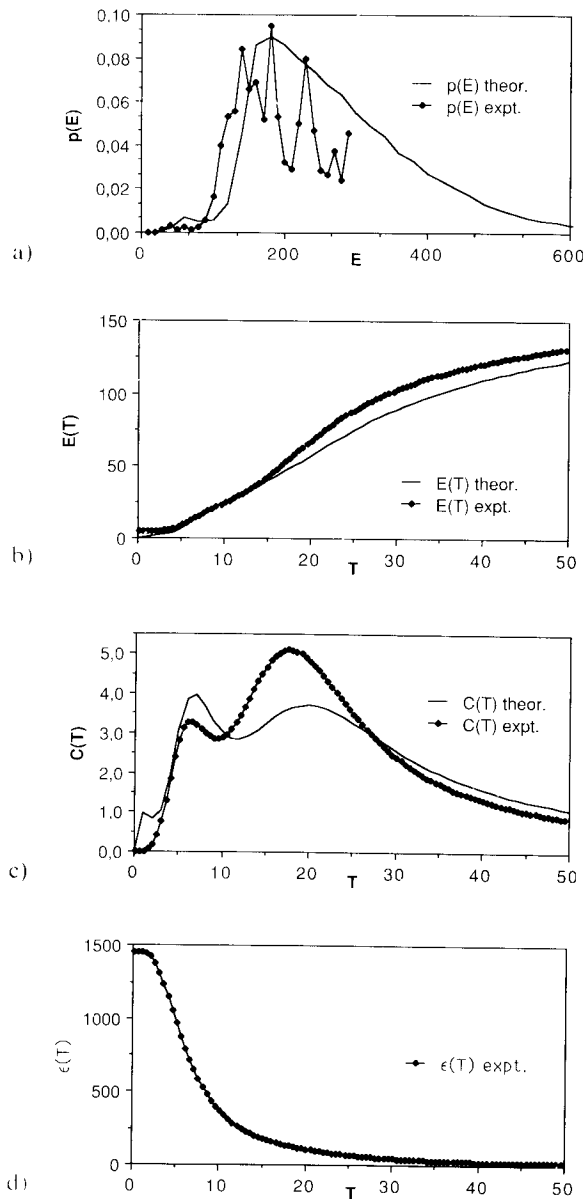 0,10
0,08
0,06
0,04
0,02
0,00
p(E)
p(E) theor.
p(E) expt.
0
200
400
600
E
a)
150
100
50
0
E(T)
E(T) theor.
E(T) expt.
0
10
20
30
40
50
T
b)
5,0
4,0
3,0
2,0
1,0
0,0
C(T)
C(T) theor.
C(T) expt.
0
10
20
30
40
50
T
c)
1500
1000
500
0
ϵ(T)
ϵ(T) expt.
0
10
20
30
40
50
T
d)